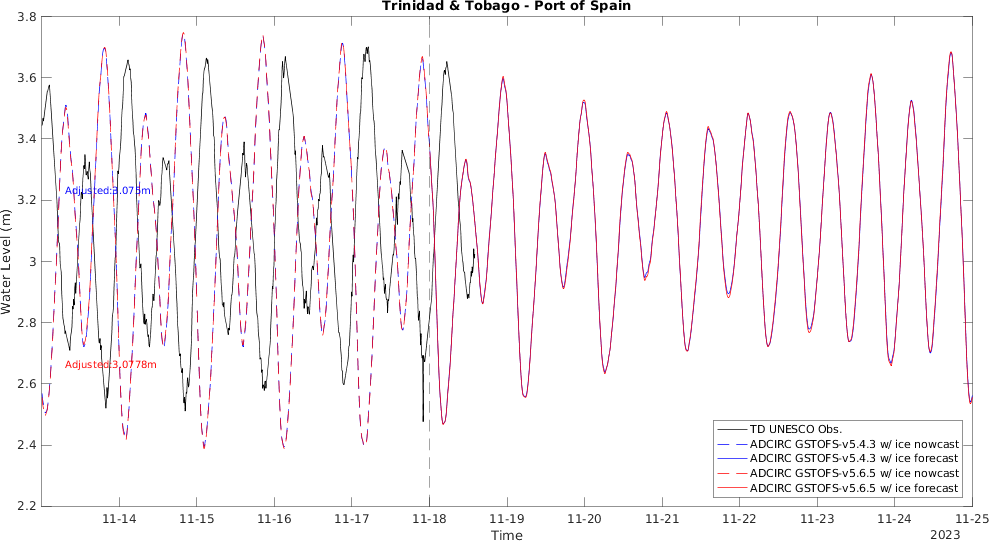 Trinidad & Tobago - Port of Spain
3.8
3.6
3.4
3.2
3
2.8
2.6
2.4
2.2
Water Level (m)
Adjusted:3.075m
Adjusted:3.0778m
TD UNESCO Obs.
ADCIRC GSTOFS-v5.4.3 w/ ice nowcast
ADCIRC GSTOFS-v5.4.3 w/ ice forecast
ADCIRC GSTOFS-v5.6.5 w/ ice nowcast
ADCIRC GSTOFS-v5.6.5 w/ ice forecast
11-14 11-15 11-16 11-17 11-18 11-19 11-20 11-21 11-22 11-23 11-24 11-25
Time
2023